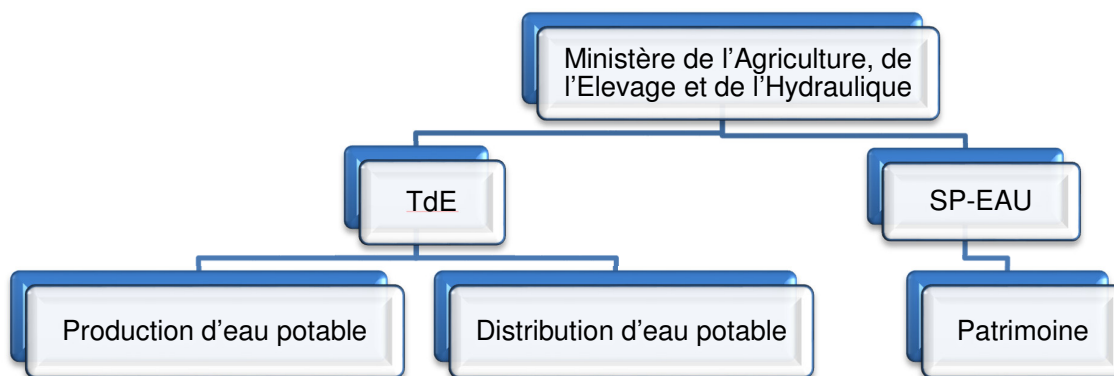 Ministère de l’Agriculture, de
l’Elevage et de l’Hydraulique
TdE
SP-EAU
Production d’eau potable
Distribution d’eau potable
Patrimoine